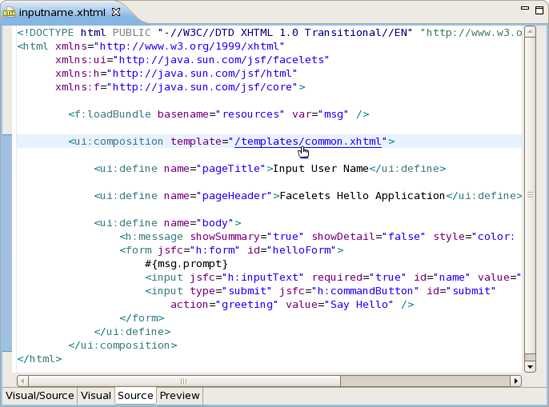 inputname.xhtml
<!DOCTYPE html PUBLIC "-//W3C//DTD XHTML 1.0 Transitional//EN" "http://www.w3.o
<html xmlns="http://www.w3.org/1999/xhtml"
xmlns:ui="http://java.sun.com/jsf/facelets"
xmlns:h="http://java.sun.com/jsf/html"
xmlns:f="http://java.sun.com/jsf/core">
<f:loadBundle basename="resources" var="msg" />
<ui:composition template="/templates/common.xhtml">
<ui:define name="pageTitle">Input User Name</ui:define>
<ui:define name="pageHeader">Facelets Hello Application</ui:define>
<ui:define name="body">
<h:message showSummary="true" showDetail="false" style="color:
<form jsfc="h:form" id="helloForm">
#{msg.prompt}
<input jsfc="h:inputText" required="true" id="name" value="
<input type="submit" jsfc="h:commandButton" id="submit"
action="greeting" value="Say Hello" />
</form>
</ui:define>
</ui:composition>
</html>
Visual/Source Visual Source Preview